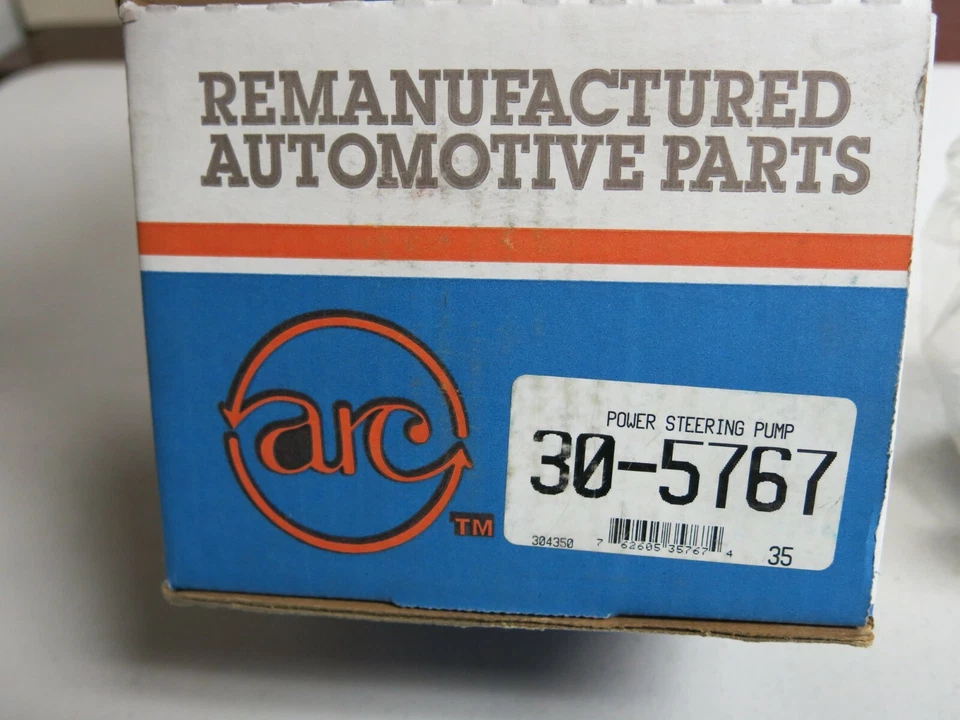 REMANUFACTURED
AUTOMOTIVE PARTS
arc
TM
POWER STEERING PUMP
30-5767
304350
7 62605 35767 4
35